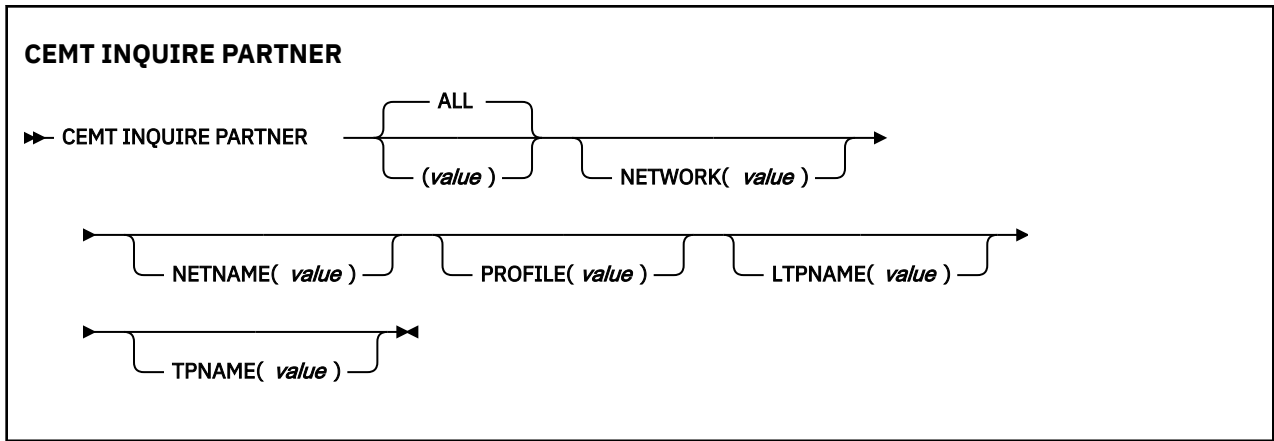 CEMT INQUIRE PARTNER
ALL
CEMT INQUIRE PARTNER
(value )
NETWORK( value )
NETNAME( value )
PROFILE( value )
LTPNAME( value )
TPNAME( value )